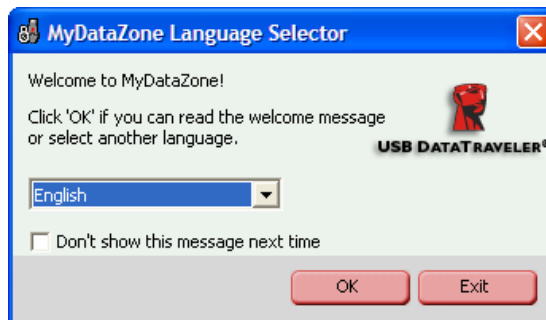 MyDataZone Language Selector
Welcome to MyDataZone!
Click 'OK' if you can read the welcome message
or select another language.
USB DATATRAVELER®
English
Don't show this message next time
OK
Exit